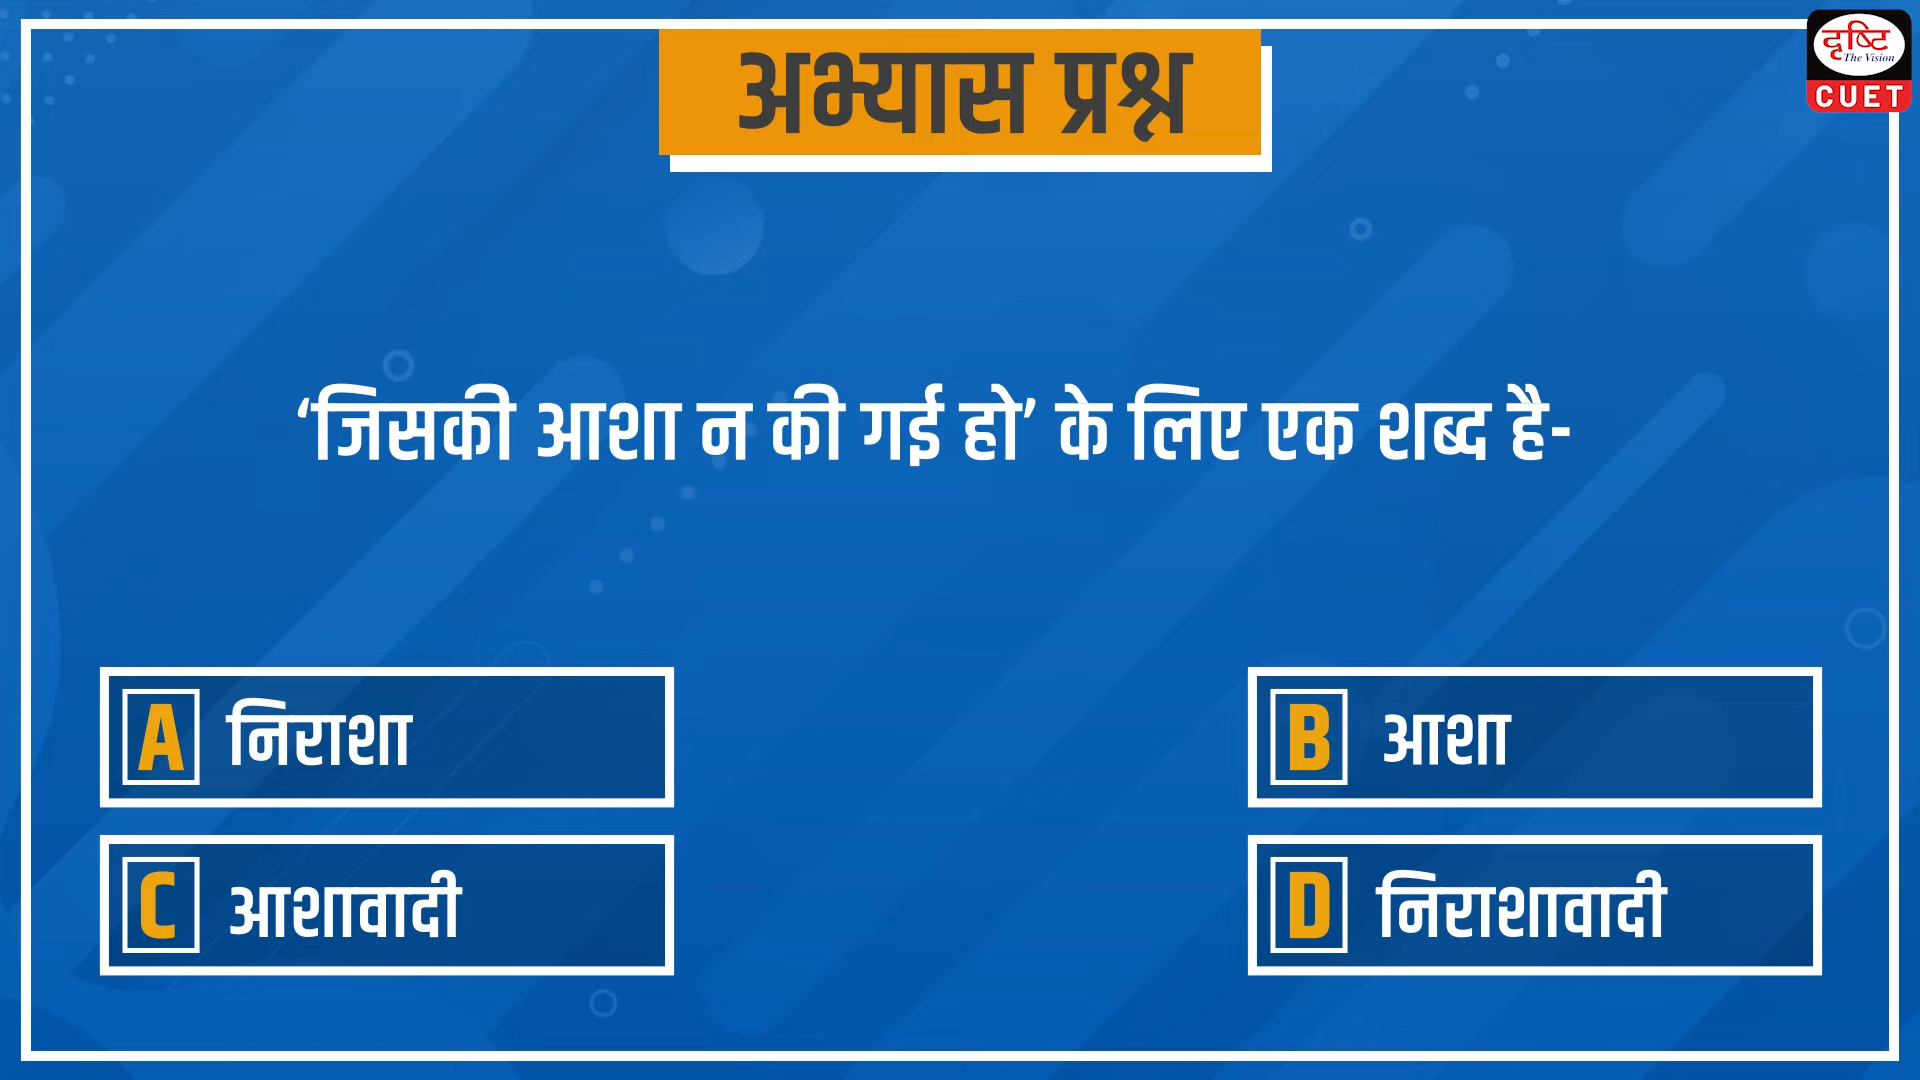 अभ्यास प्रश्न
दृष्टि
The Vision
CUET
‘जिसकी आशा न की गई हो’ के लिए एक शब्द है-
A निराशा
B आशा
C आशावादी
D निराशावादी